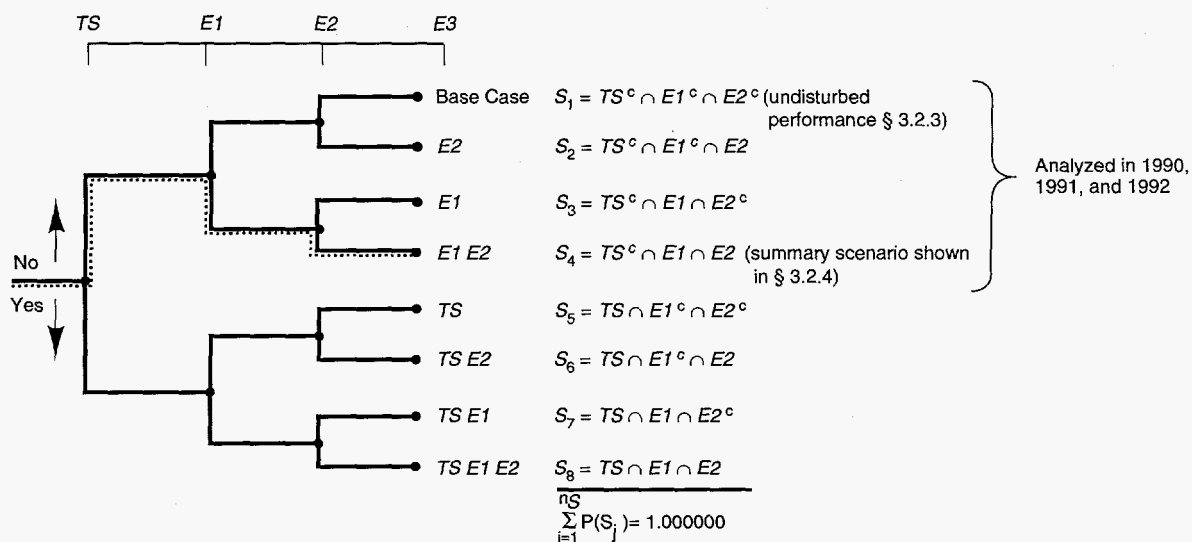 TS E1 E2 E3
Base Case S₁ = TSᶜ ∩ E1ᶜ ∩ E2ᶜ (undisturbed
performance § 3.2.3)
E2 S₂ = TSᶜ ∩ E1ᶜ ∩ E2
Analyzed in 1990,
1991, and 1992
E1 S₃ = TSᶜ ∩ E1 ∩ E2ᶜ
E1 E2 S₄ = TSᶜ ∩ E1 ∩ E2 (summary scenario shown
in § 3.2.4)
No
Yes
TS S₅ = TS ∩ E1ᶜ ∩ E2ᶜ
TS E2 S₆ = TS ∩ E1ᶜ ∩ E2
TS E1 S₇ = TS ∩ E1 ∩ E2ᶜ
TS E1 E2 S₈ = TS ∩ E1 ∩ E2
nS
Σ P(Sⱼ) = 1.000000
j=1